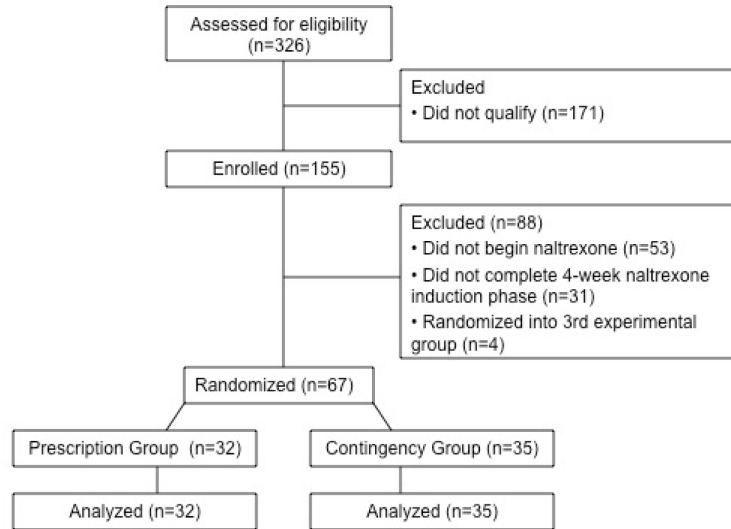 Assessed for eligibility
(n=326)
Excluded
• Did not qualify (n=171)
Enrolled (n=155)
Excluded (n=88)
• Did not begin naltrexone (n=53)
• Did not complete 4-week naltrexone
induction phase (n=31)
• Randomized into 3rd experimental
group (n=4)
Randomized (n=67)
Prescription Group (n=32)
Contingency Group (n=35)
Analyzed (n=32)
Analyzed (n=35)